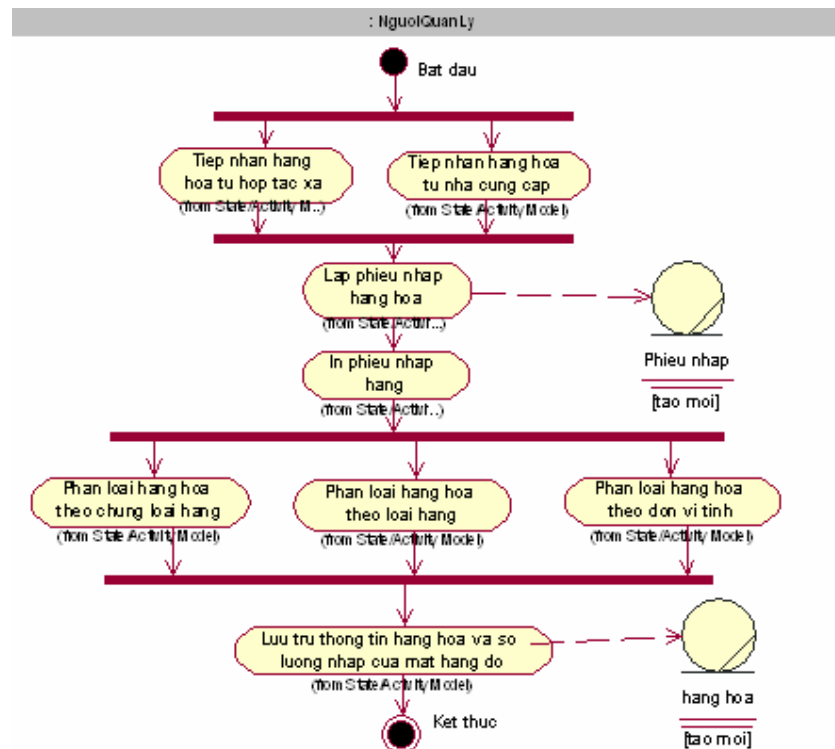 : NguoiQuanLy
Bat dau
Tiep nhan hang
hoa tu hop tac xa
(from State/Activity M...)
Tiep nhan hang hoa
tu nha cung cap
(from State/Activity Model)
Lap phieu nhap
hang hoa
(from State/Activit...)
Phieu nhap
[tao moi]
In phieu nhap
hang
(from State/Activit...)
Phan loai hang hoa
theo chung loai hang
(from State/Activity Model)
Phan loai hang hoa
theo loai hang
(from State/Activity Model)
Phan loai hang hoa
theo don vi tinh
(from State/Activity Model)
Luu tru thong tin hang hoa va so
luong nhap cua mat hang do
(from State/Activity Model)
hang hoa
[tao moi]
Ket thuc